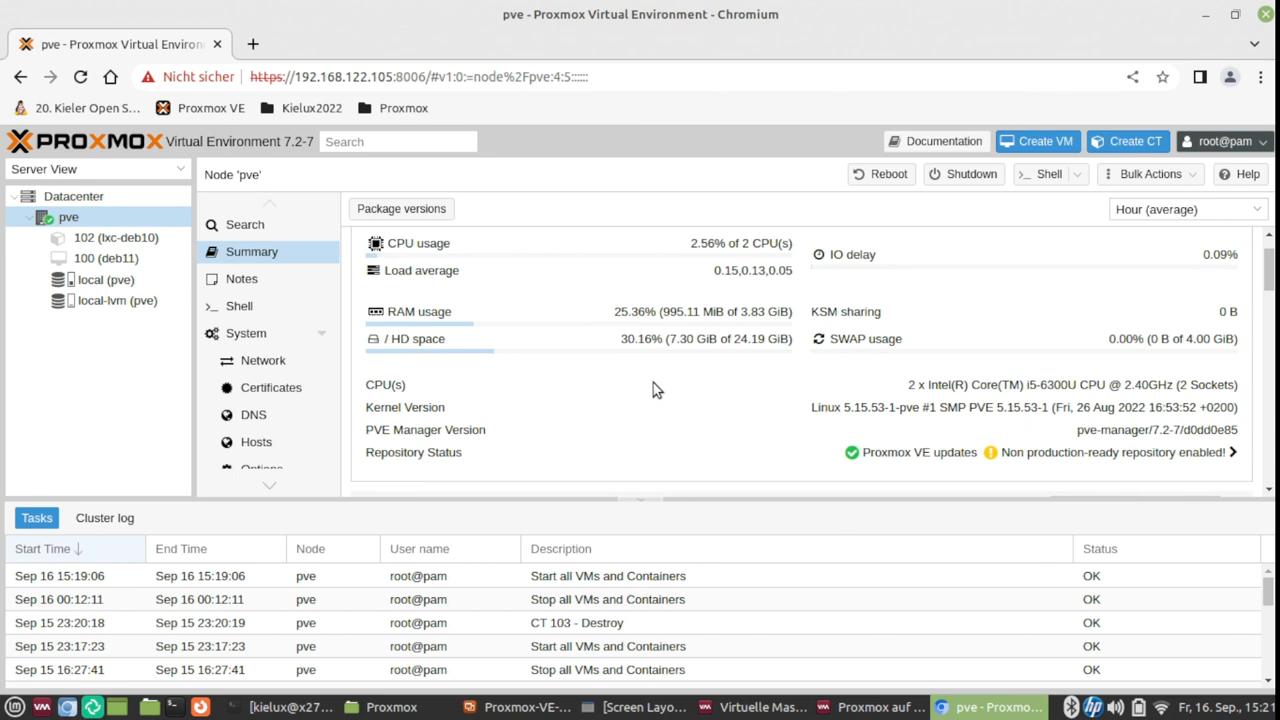 pve - Proxmox Virtual Environment - Chromium
pve - Proxmox Virtual Environ
Nicht sicher https://192.168.122.105:8006/#v1:0:=node%2Fpve:4:5::::::
20. Kieler Open S... Proxmox VE Kielux2022 Proxmox
PROXMOX Virtual Environment 7.2-7 Search Documentation Create VM Create CT root@pam
Server View Node 'pve' Reboot Shutdown Shell Bulk Actions Help
Datacenter
pve
102 (lxc-deb10)
100 (deb11)
local (pve)
local-lvm (pve)
Search
Summary
Notes
Shell
System
Network
Certificates
DNS
Hosts
Options
Package versions Hour (average)
CPU usage 2.56% of 2 CPU(s) IO delay 0.09%
Load average 0.15,0.13,0.05
RAM usage 25.36% (995.11 MiB of 3.83 GiB) KSM sharing 0 B
/ HD space 30.16% (7.30 GiB of 24.19 GiB) SWAP usage 0.00% (0 B of 4.00 GiB)
CPU(s) 2 x Intel(R) Core(TM) i5-6300U CPU @ 2.40GHz (2 Sockets)
Kernel Version Linux 5.15.53-1-pve #1 SMP PVE 5.15.53-1 (Fri, 26 Aug 2022 16:53:52 +0200)
PVE Manager Version pve-manager/7.2-7/d0dd0e85
Repository Status Proxmox VE updates Non production-ready repository enabled!
Tasks Cluster log
Start Time End Time Node User name Description Status
Sep 16 15:19:06 Sep 16 15:19:06 pve root@pam Start all VMs and Containers OK
Sep 16 00:12:11 Sep 16 00:12:11 pve root@pam Stop all VMs and Containers OK
Sep 15 23:20:18 Sep 15 23:20:19 pve root@pam CT 103 - Destroy OK
Sep 15 23:17:23 Sep 15 23:17:23 pve root@pam Start all VMs and Containers OK
Sep 15 16:27:41 Sep 15 16:27:41 pve root@pam Stop all VMs and Containers OK
[kielux@x27... Proxmox Proxmox-VE-... [Screen Layo... Virtuelle Mas... Proxmox auf ... pve - Proxmo... Fr, 16. Sep., 15:21